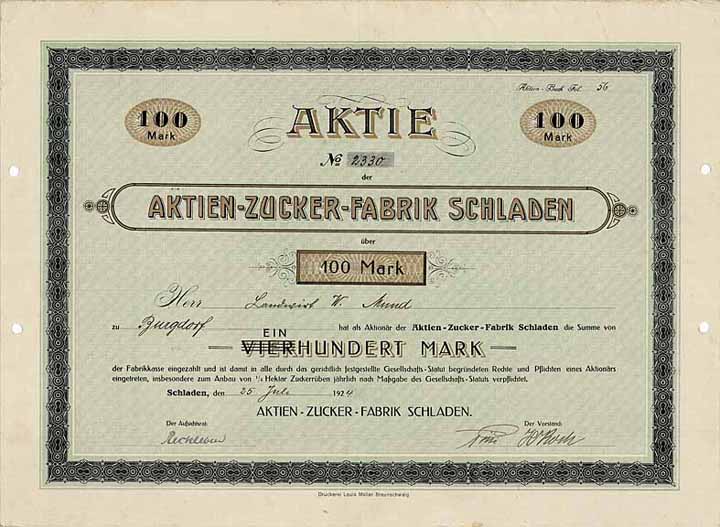 Aktien-Buch Fol. 56
100 Mark
AKTIE
100 Mark
No 2330
der
AKTIEN-ZUCKER-FABRIK SCHLADEN
über
100 Mark
Herr Landwirt W. Mund
zu Burgdorf hat als Aktionär der Aktien-Zucker-Fabrik Schladen die Summe von
EIN
VIERHUNDERT MARK
der Fabrikkasse eingezahlt und ist damit in alle durch das gerichtlich festgestellte Gesellschafts-Statut begründeten Rechte und Pflichten eines Aktionärs
eingetreten, insbesondere zum Anbau von Hektar Zuckerrüben jährlich nach Maßgabe des Gesellschafts-Statuts verpflichtet.
Schladen, den 25 Juli 1924
AKTIEN-ZUCKER-FABRIK SCHLADEN.
Der Aufsichtsrat:
Der Vorstand:
Druckerei Louis Müller Braunschweig